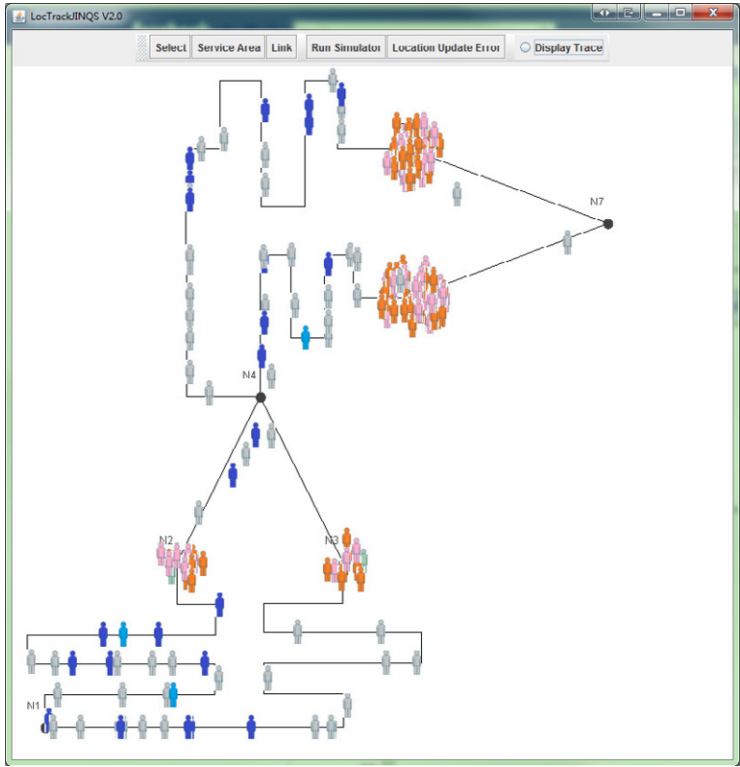 LocTrackJINQS V2.0
Select Service Area Link Run Simulator Location Update Error Display Trace
N7
N4
N2 N3
N1